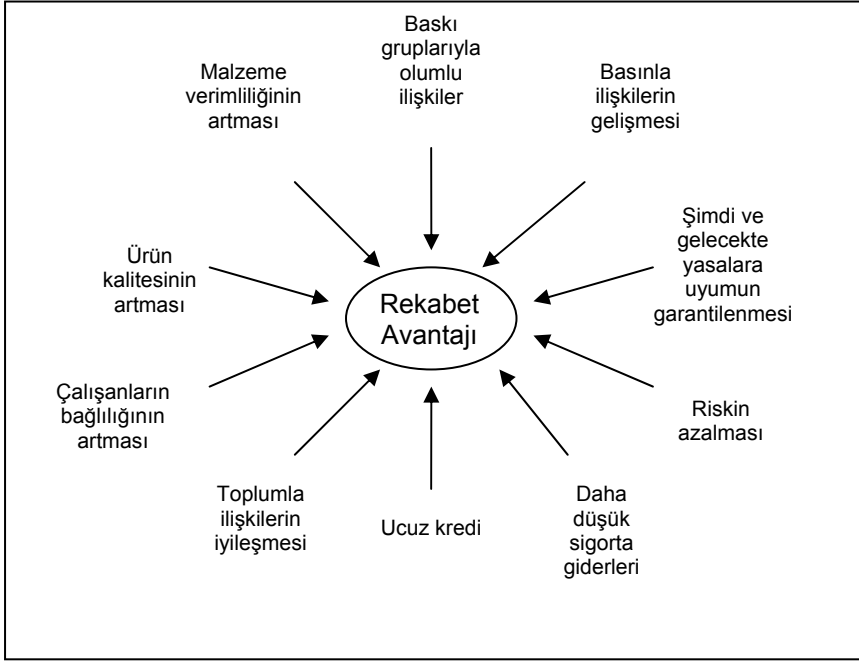 Baskı
gruplarıyla
olumlu
ilişkiler
Malzeme
verimliliğinin
artması
Basınla
ilişkilerin
gelişmesi
Şimdi ve
gelecekte
yasalara
uyumun
garantilenmesi
Ürün
kalitesinin
artması
Rekabet
Avantajı
Çalışanların
bağlılığının
artması
Riskin
azalması
Toplumla
ilişkilerin
iyileşmesi
Ucuz kredi
Daha
düşük
sigorta
giderleri